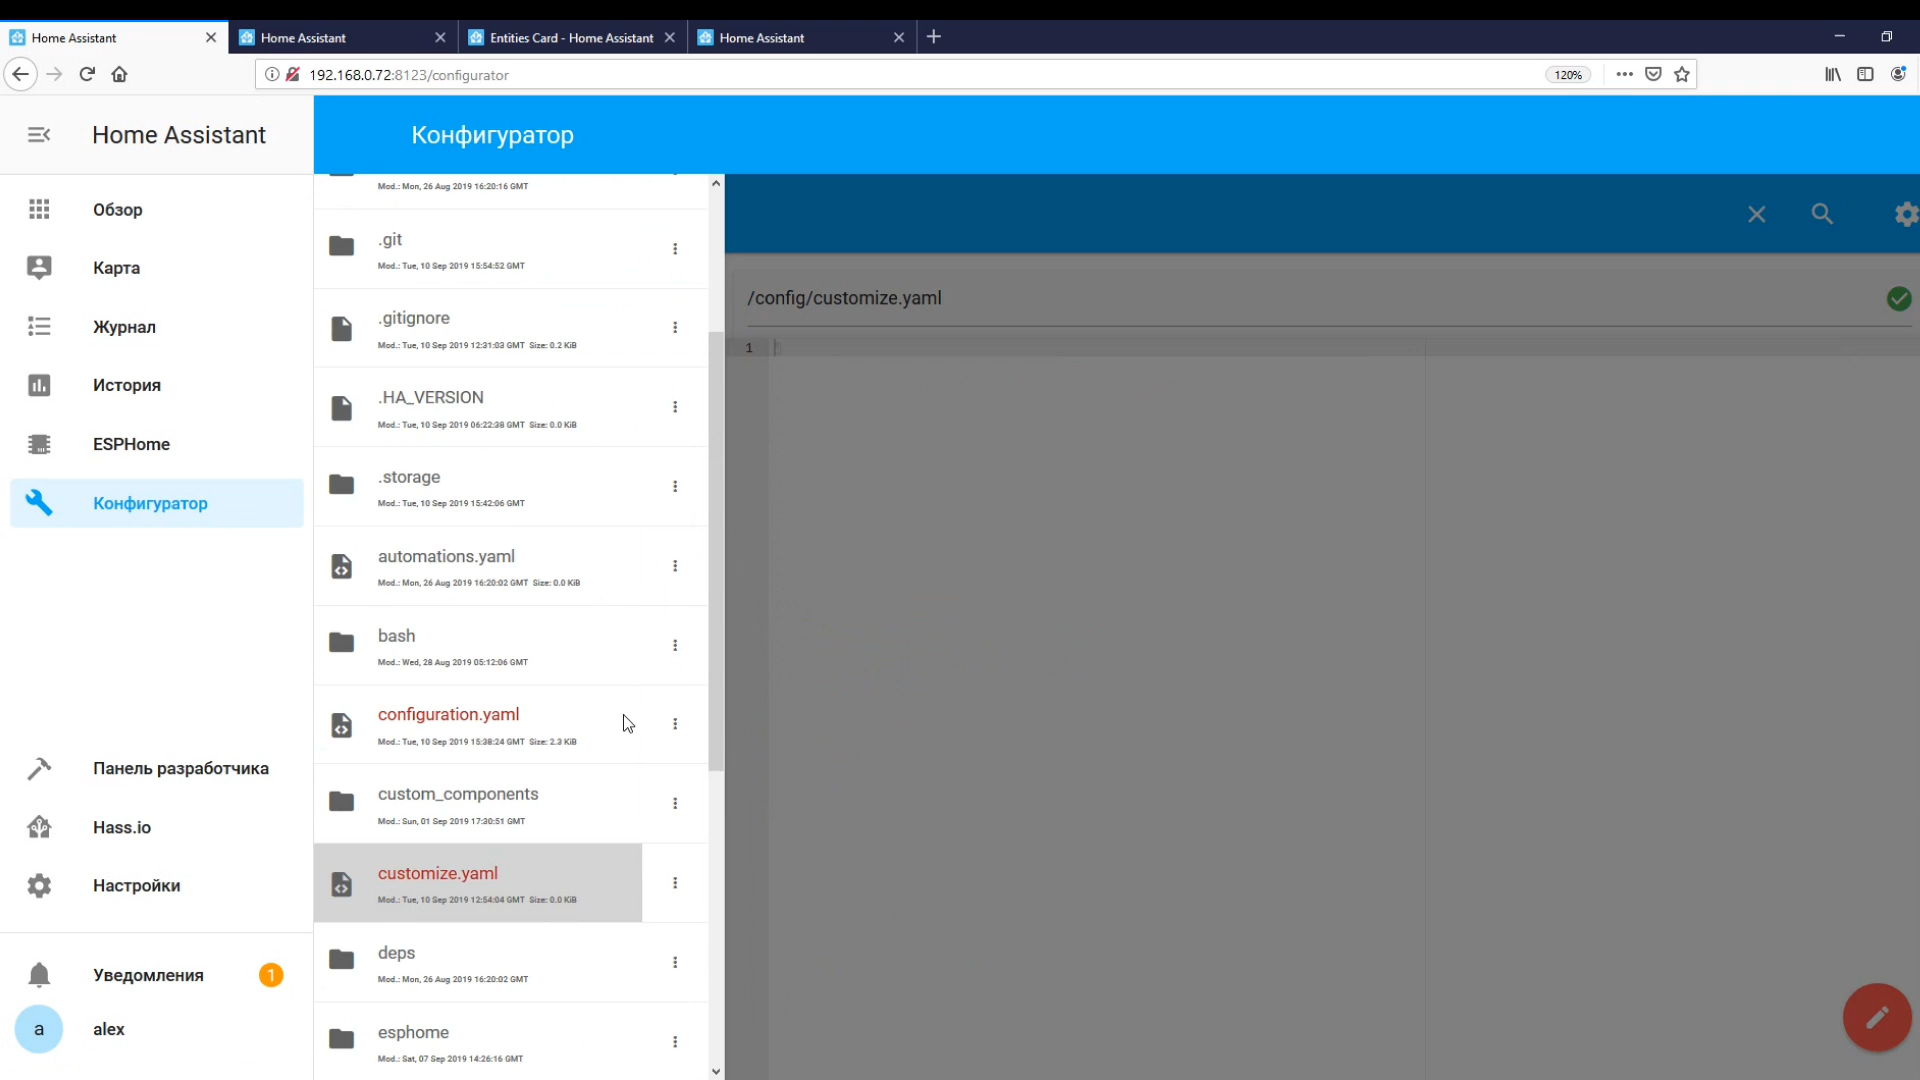 Home Assistant
Home Assistant
Entities Card - Home Assistant
Home Assistant
192.168.0.72:8123/configurator
120%
Home Assistant
Конфигуратор
Обзор
Карта
Журнал
История
ESPHome
Конфигуратор
Панель разработчика
Hass.io
Настройки
Уведомления
1
a
alex
Mod.: Mon, 26 Aug 2019 16:20:16 GMT
.git
Mod.: Tue, 10 Sep 2019 15:54:52 GMT
.gitignore
Mod.: Tue, 10 Sep 2019 12:31:03 GMT Size: 0.2 KiB
.HA_VERSION
Mod.: Tue, 10 Sep 2019 06:22:38 GMT Size: 0.0 KiB
.storage
Mod.: Tue, 10 Sep 2019 15:42:06 GMT
automations.yaml
Mod.: Mon, 26 Aug 2019 16:20:02 GMT Size: 0.0 KiB
bash
Mod.: Wed, 28 Aug 2019 05:12:06 GMT
configuration.yaml
Mod.: Tue, 10 Sep 2019 15:38:24 GMT Size: 2.3 KiB
custom_components
Mod.: Sun, 01 Sep 2019 17:30:51 GMT
customize.yaml
Mod.: Tue, 10 Sep 2019 12:54:04 GMT Size: 0.0 KiB
deps
Mod.: Mon, 26 Aug 2019 16:20:02 GMT
esphome
Mod.: Sat, 07 Sep 2019 14:26:16 GMT
/config/customize.yaml
1